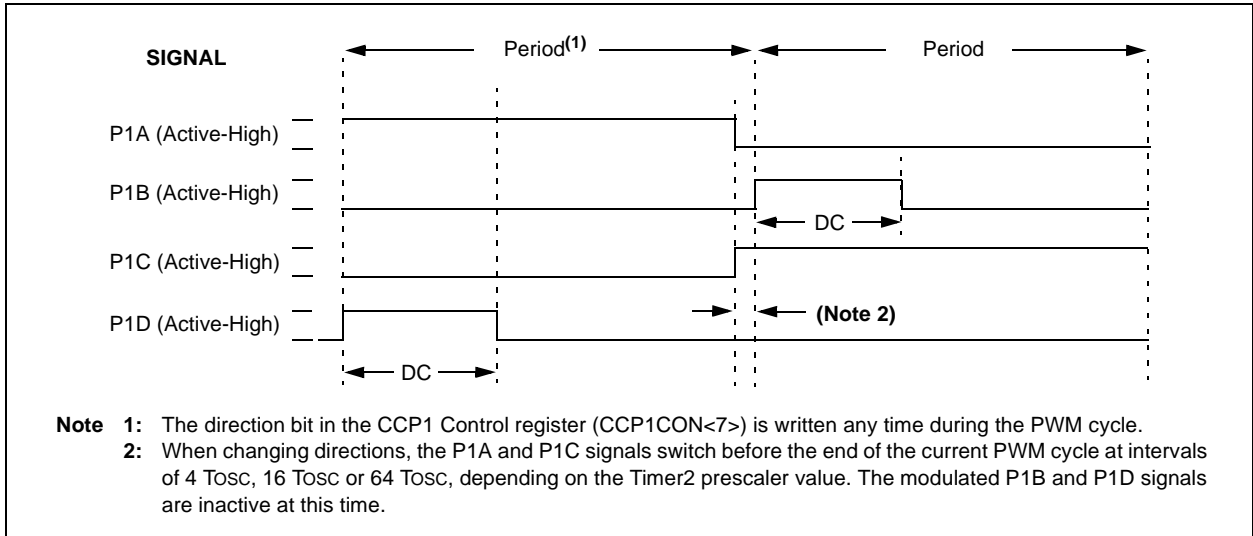 SIGNAL
Period(1)
Period
P1A (Active-High)
P1B (Active-High)
DC
P1C (Active-High)
P1D (Active-High)
(Note 2)
DC
Note 1: The direction bit in the CCP1 Control register (CCP1CON<7>) is written any time during the PWM cycle.
2: When changing directions, the P1A and P1C signals switch before the end of the current PWM cycle at intervals
of 4 TOSC, 16 TOSC or 64 TOSC, depending on the Timer2 prescaler value. The modulated P1B and P1D signals
are inactive at this time.